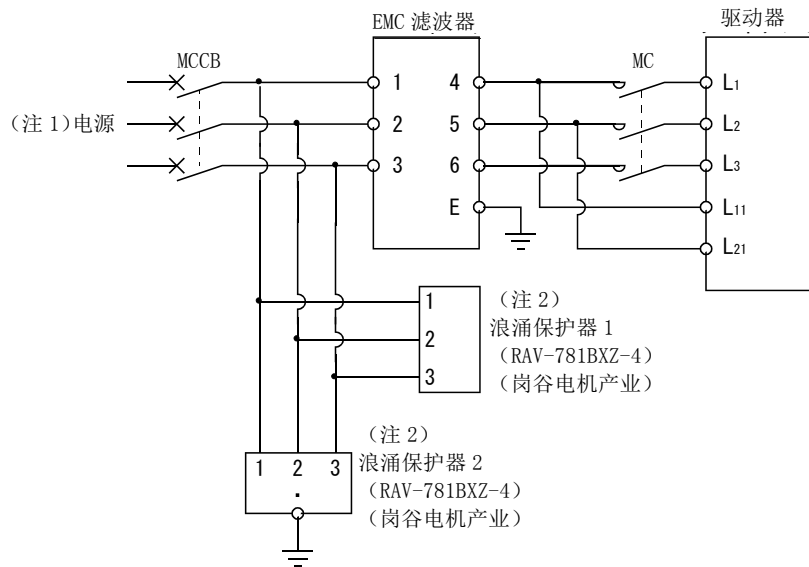 EMC 滤波器
驱动器
MCCB
MC
(注 1)电源
1
2
3
4
5
6
E
L1
L2
L3
L11
L21
1
2
3
(注 2)
浪涌保护器 1
(RAV-781BXZ-4)
(岗谷电机产业)
1 2 3
(注 2)
浪涌保护器 2
(RAV-781BXZ-4)
(岗谷电机产业)